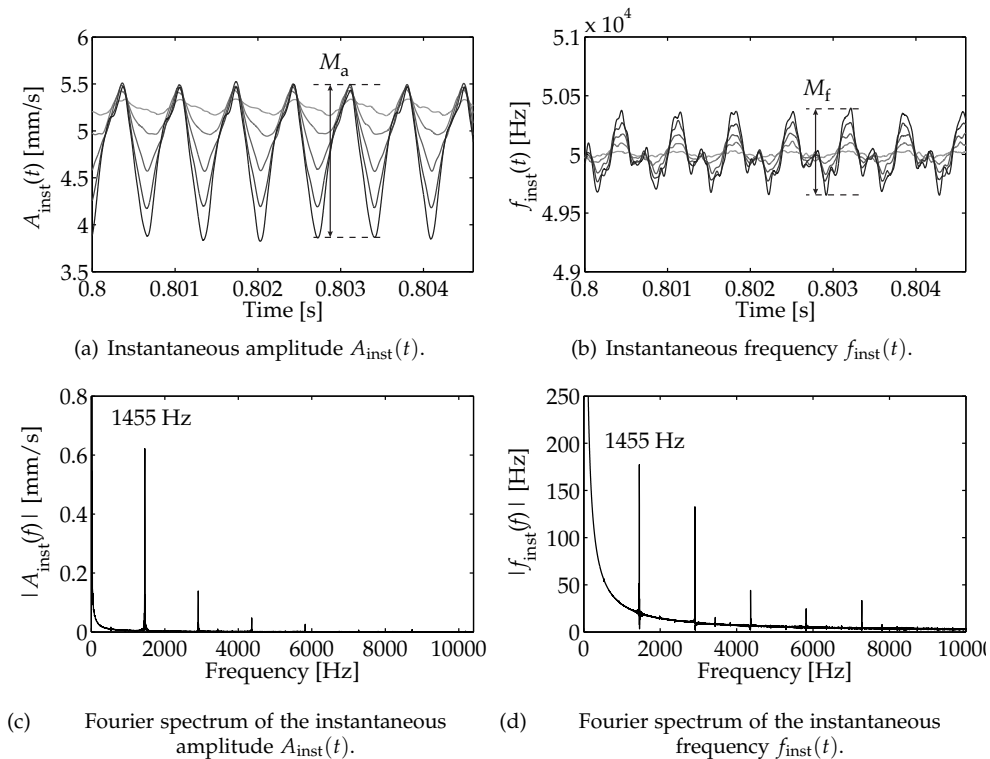 6
5.5
5
4.5
4
3.5
A_inst(t) [mm/s]
M_a
0.8 0.801 0.802 0.803 0.804
Time [s]
(a) Instantaneous amplitude A_inst(t).
x 10^4
5.1
5.05
5
4.95
4.9
f_inst(t) [Hz]
M_f
0.8 0.801 0.802 0.803 0.804
Time [s]
(b) Instantaneous frequency f_inst(t).
0.8
0.6
0.4
0.2
0
|A_inst(f)| [mm/s]
1455 Hz
0 2000 4000 6000 8000 10000
Frequency [Hz]
(c) Fourier spectrum of the instantaneous
amplitude A_inst(t).
250
200
150
100
50
0
|f_inst(f)| [Hz]
1455 Hz
0 2000 4000 6000 8000 10000
Frequency [Hz]
(d) Fourier spectrum of the instantaneous
frequency f_inst(t).